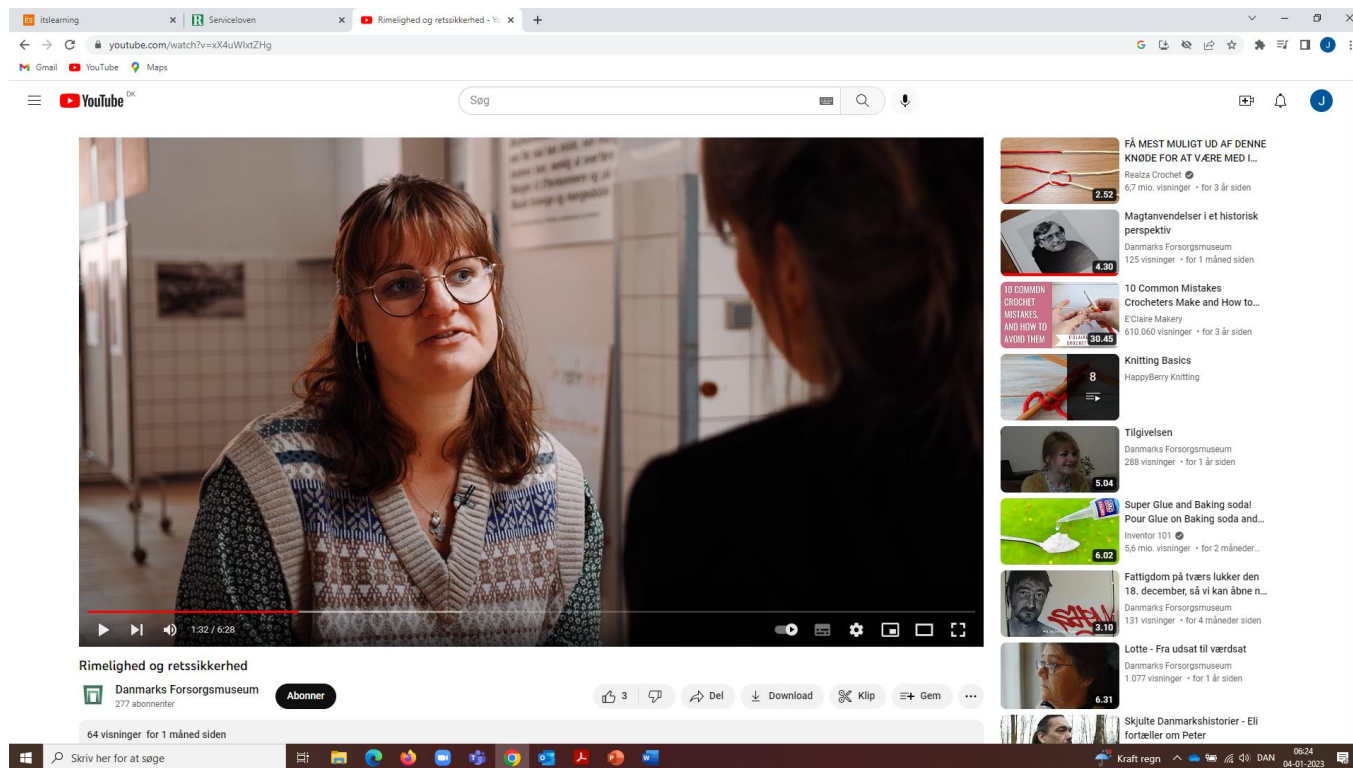 its itslearning
R Serviceloven
Rimelighed og retssikkerhed - Yo
youtube.com/watch?v=xX4uWIxtZHg
Gmail
YouTube
Maps
YouTube DK
Søg
J
FÅ MEST MULIGT UD AF DENNE
KNØDE FOR AT VÆRE MED I...
Realza Crochet
6,7 mio. visninger • for 3 år siden
2.52
Magtanvendelser i et historisk
perspektiv
Danmarks Forsorgsmuseum
125 visninger • for 1 måned siden
4.30
10 COMMON
CROCHET
MISTAKES,
AND HOW TO
AVOID THEM
30.45
10 Common Mistakes
Crocheters Make and How to...
E'Claire Makery
610.060 visninger • for 3 år siden
8
Knitting Basics
HappyBerry Knitting
Tilgivelsen
Danmarks Forsorgsmuseum
288 visninger • for 1 år siden
5.04
Super Glue and Baking soda!
Pour Glue on Baking soda and...
Inventor 101
5,6 mio. visninger • for 2 måneder...
6.02
Fattigdom på tværs lukker den
18. december, så vi kan åbne n...
Danmarks Forsorgsmuseum
131 visninger • for 4 måneder siden
3.10
Lotte - Fra udsat til værdsat
Danmarks Forsorgsmuseum
1.077 visninger • for 1 år siden
6.31
Skjulte Danmarkshistorier - Eli
fortæller om Peter
1:32 / 6:28
Rimelighed og retssikkerhed
Danmarks Forsorgsmuseum
277 abonnenter
Abonner
3
Del
Download
Klip
Gem
64 visninger for 1 måned siden
Skriv her for at søge
Kraft regn
DAN
06:24
04-01-2023